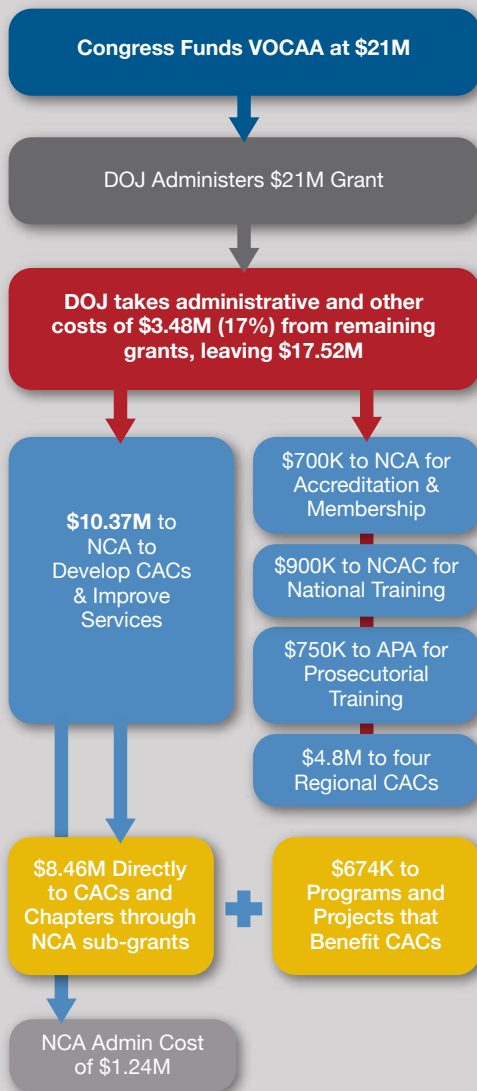 Congress Funds VOCAA at $21M
DOJ Administers $21M Grant
DOJ takes administrative and other
costs of $3.48M (17%) from remaining
grants, leaving $17.52M
$10.37M to
NCA to
Develop CACs
& Improve
Services
$700K to NCA for
Accreditation &
Membership
$900K to NCAC for
National Training
$750K to APA for
Prosecutorial
Training
$4.8M to four
Regional CACs
$8.46M Directly
to CACs and
Chapters through
NCA sub-grants
$674K to
Programs and
Projects that
Benefit CACs
NCA Admin Cost
of $1.24M